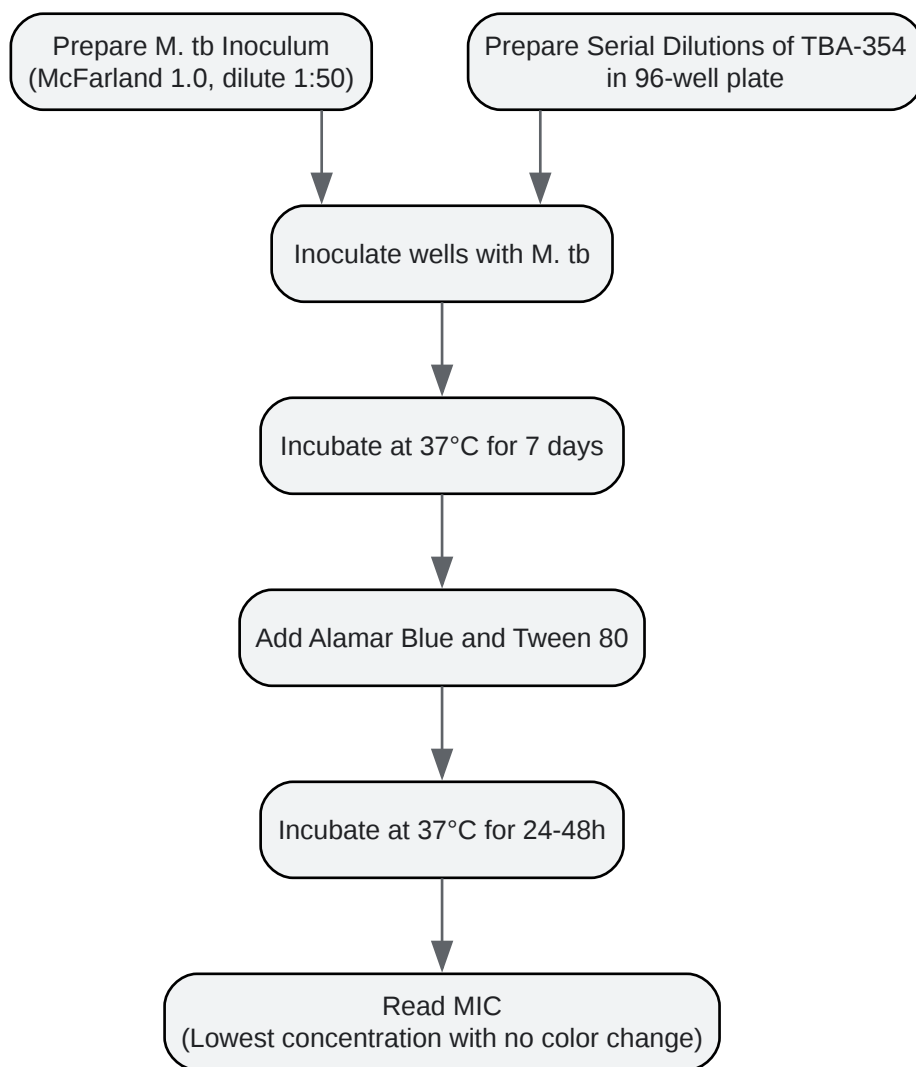 Prepare M. tb Inoculum
(McFarland 1.0, dilute 1:50)
Prepare Serial Dilutions of TBA-354
in 96-well plate
Inoculate wells with M. tb
Incubate at 37°C for 7 days
Add Alamar Blue and Tween 80
Incubate at 37°C for 24-48h
Read MIC
(Lowest concentration with no color change)